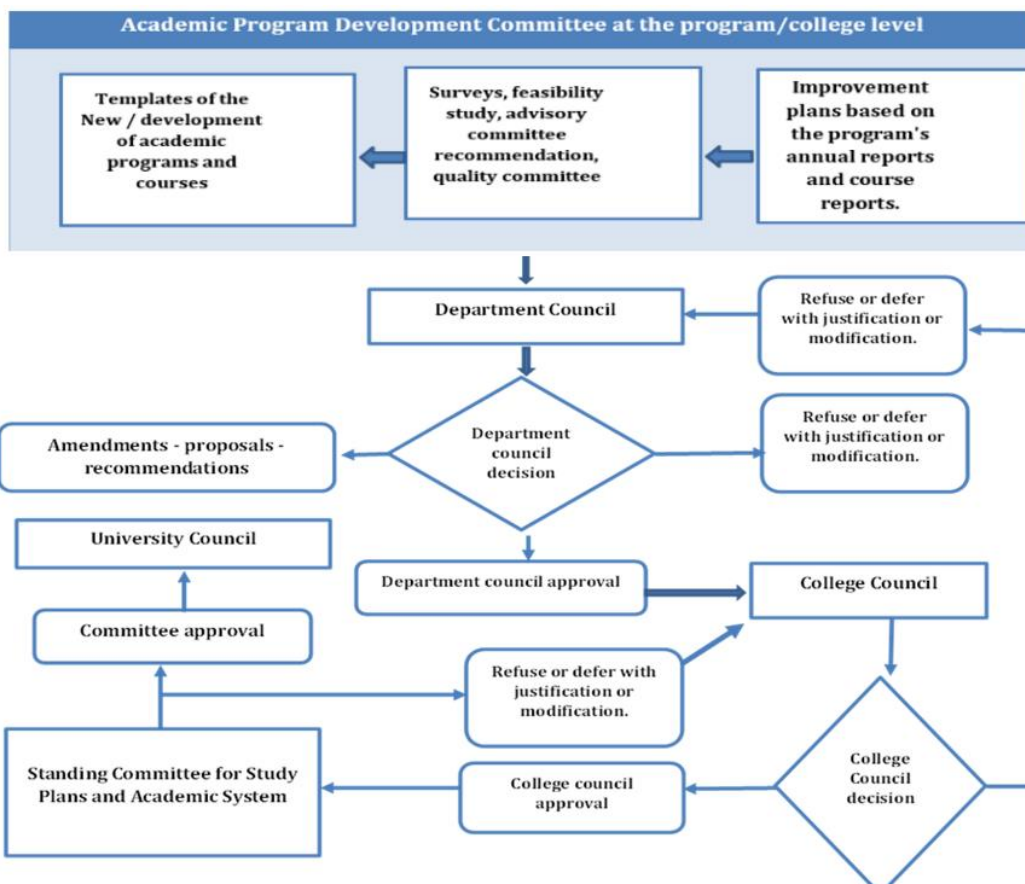 Academic Program Development Committee at the program/college level
Templates of the
New / development
of academic
programs and
courses
Surveys, feasibility
study, advisory
committee
recommendation,
quality committee
Improvement
plans based on
the program's
annual reports
and course
reports.
Department Council
Refuse or defer
with justification or
modification.
Department
council
decision
Amendments - proposals -
recommendations
Refuse or defer
with justification or
modification.
University Council
Department council approval
College Council
Committee approval
Refuse or defer with
justification or
modification.
Standing Committee for Study
Plans and Academic System
College council
approval
College
Council
decision